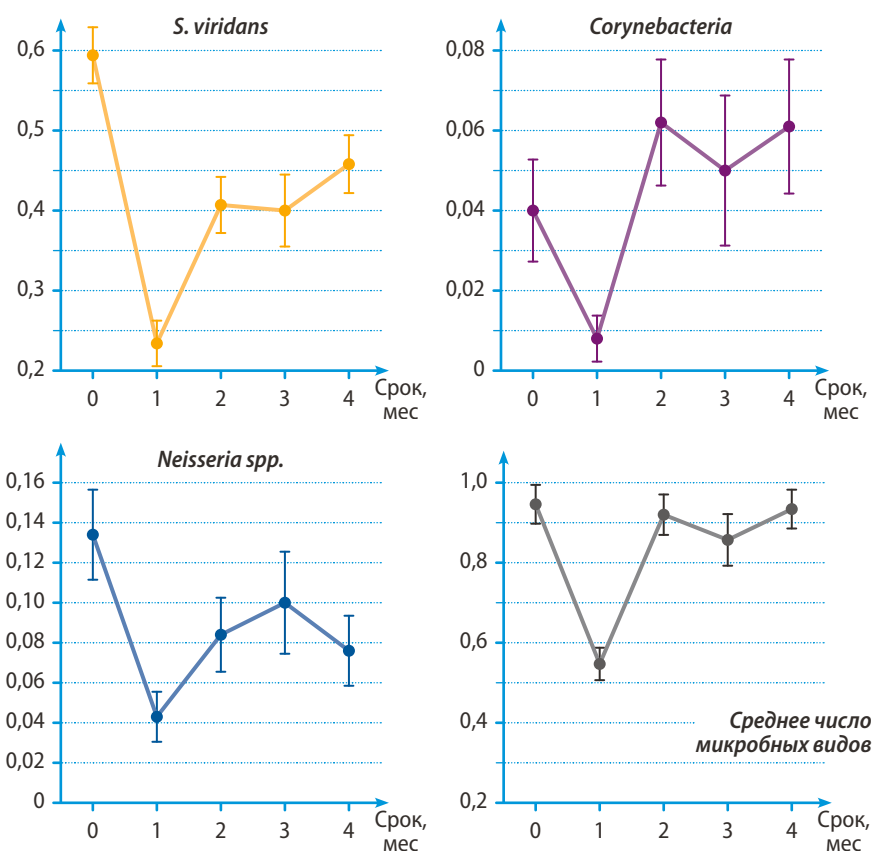 S. viridans
0,6
0,5
0,4
0,3
0,2
0 1 2 3 4
Срок,
мес
Corynebacteria
0,08
0,06
0,04
0,02
0
0 1 2 3 4
Срок,
мес
Neisseria spp.
0,16
0,14
0,12
0,10
0,08
0,06
0,04
0,02
0
0 1 2 3 4
Срок,
мес
1,0
0,8
0,6
0,4
0,2
Среднее число
микробных видов
0 1 2 3 4
Срок,
мес